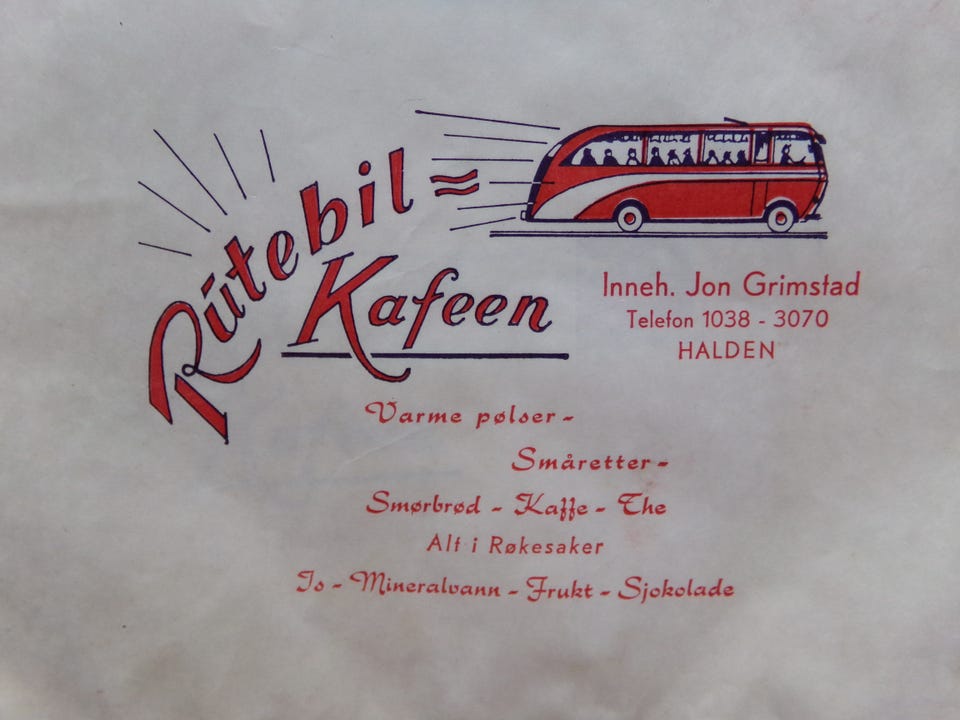 Rutebil =
Kafeen
Inneh. Jon Grimstad
Telefon 1038 - 3070
HALDEN
Varme pølser -
Småretter -
Smørbrød - Kaffe - The
Alt i Røkesaker
Is - Mineralvann - Frukt - Sjokolade